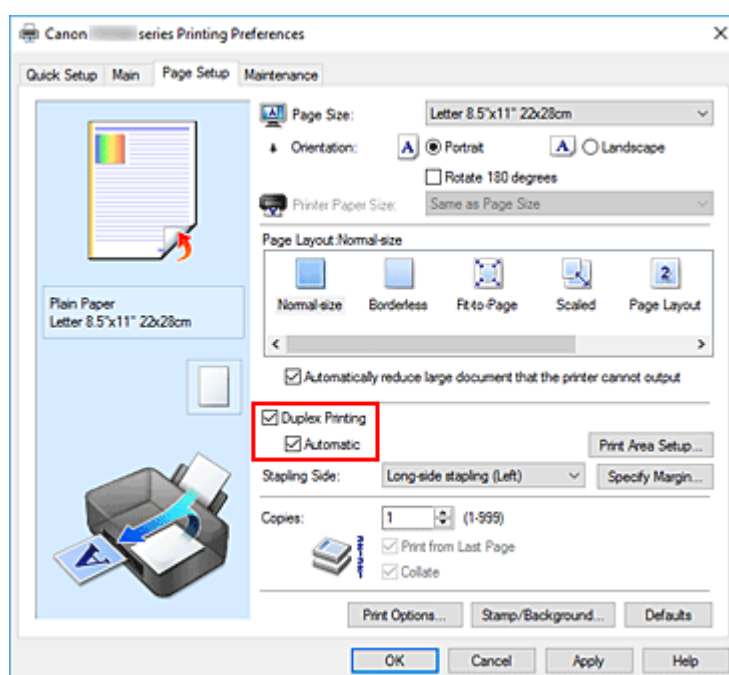 Canon series Printing Preferences
Quick Setup Main Page Setup Maintenance
Page Size: Letter 8.5"x11" 22x28cm
Orientation: A Portrait A Landscape
Rotate 180 degrees
Printer Paper Size: Same as Page Size
Page Layout:Normal-size
Normal-size Borderless Fit-to-Page Scaled 2 Page Layout
Plain Paper
Letter 8.5"x11" 22x28cm
Automatically reduce large document that the printer cannot output
Duplex Printing
Automatic
Print Area Setup...
Stapling Side: Long-side stapling (Left) Specify Margin...
Copies: 1 (1-999)
Print from Last Page
Collate
A
Print Options... Stamp/Background... Defaults
OK Cancel Apply Help